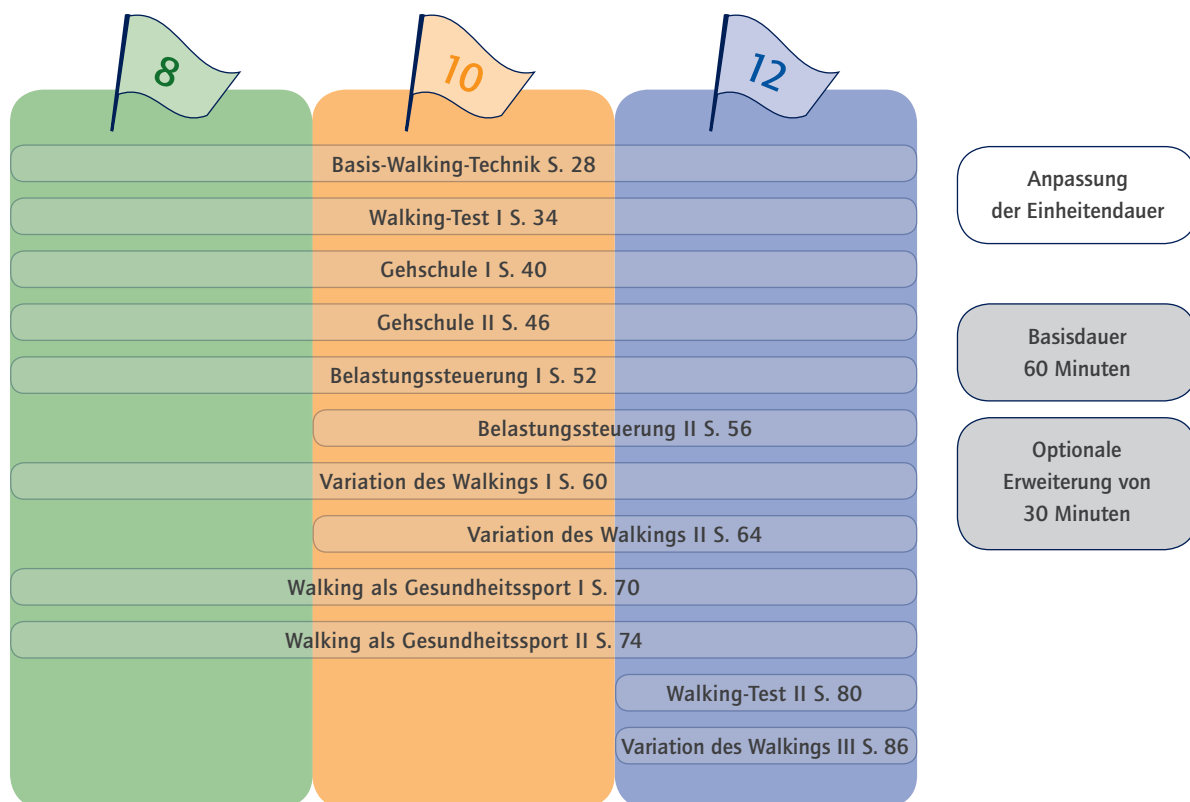 8
10
12
Basis-Walking-Technik S. 28
Walking-Test I S. 34
Gehschule I S. 40
Gehschule II S. 46
Belastungssteuerung I S. 52
Belastungssteuerung II S. 56
Variation des Walkings I S. 60
Variation des Walkings II S. 64
Walking als Gesundheitssport I S. 70
Walking als Gesundheitssport II S. 74
Walking-Test II S. 80
Variation des Walkings III S. 86
Anpassung
der Einheitendauer
Basisdauer
60 Minuten
Optionale
Erweiterung von
30 Minuten